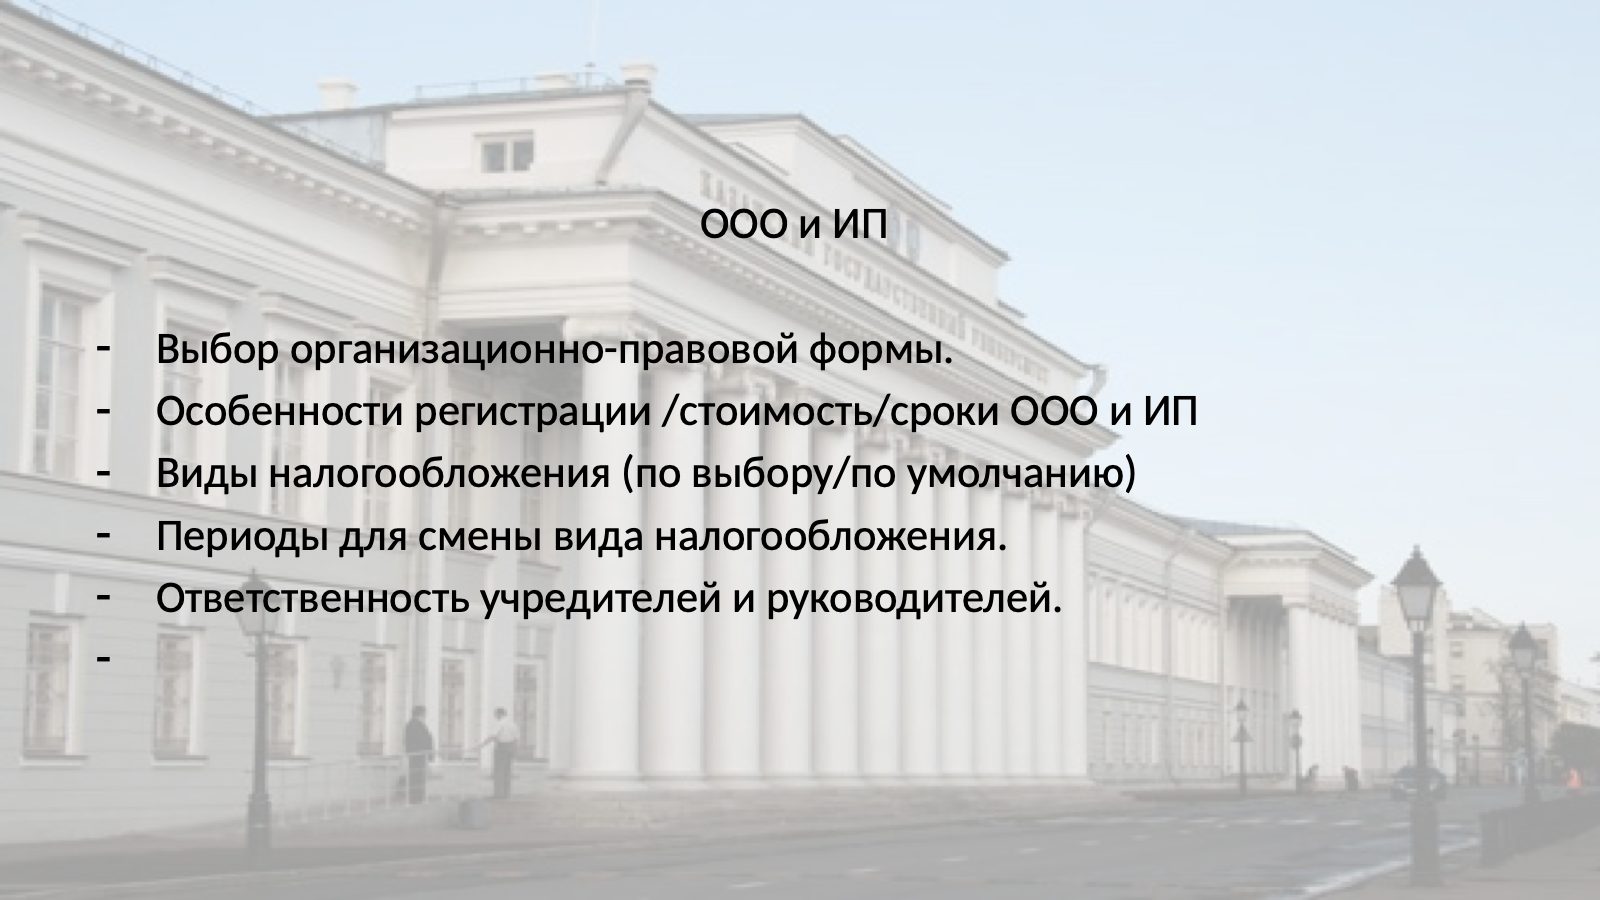 ООО и ИП
- Выбор организационно-правовой формы.
- Особенности регистрации /стоимость/сроки ООО и ИП
- Виды налогообложения (по выбору/по умолчанию)
- Периоды для смены вида налогообложения.
- Ответственность учредителей и руководителей.
-